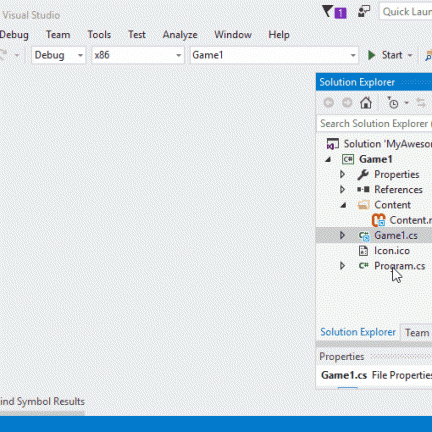 Visual Studio
1
Quick Laun
Debug Team Tools Test Analyze Window Help
Debug x86 Game1 Start
Solution Explorer
Search Solution Explorer (
Solution 'MyAwesor
Game1
Properties
References
Content
Content.r
Game1.cs
Icon.ico
Program.cs
Solution Explorer Team
Properties
Game1.cs File Properties
ind Symbol Results